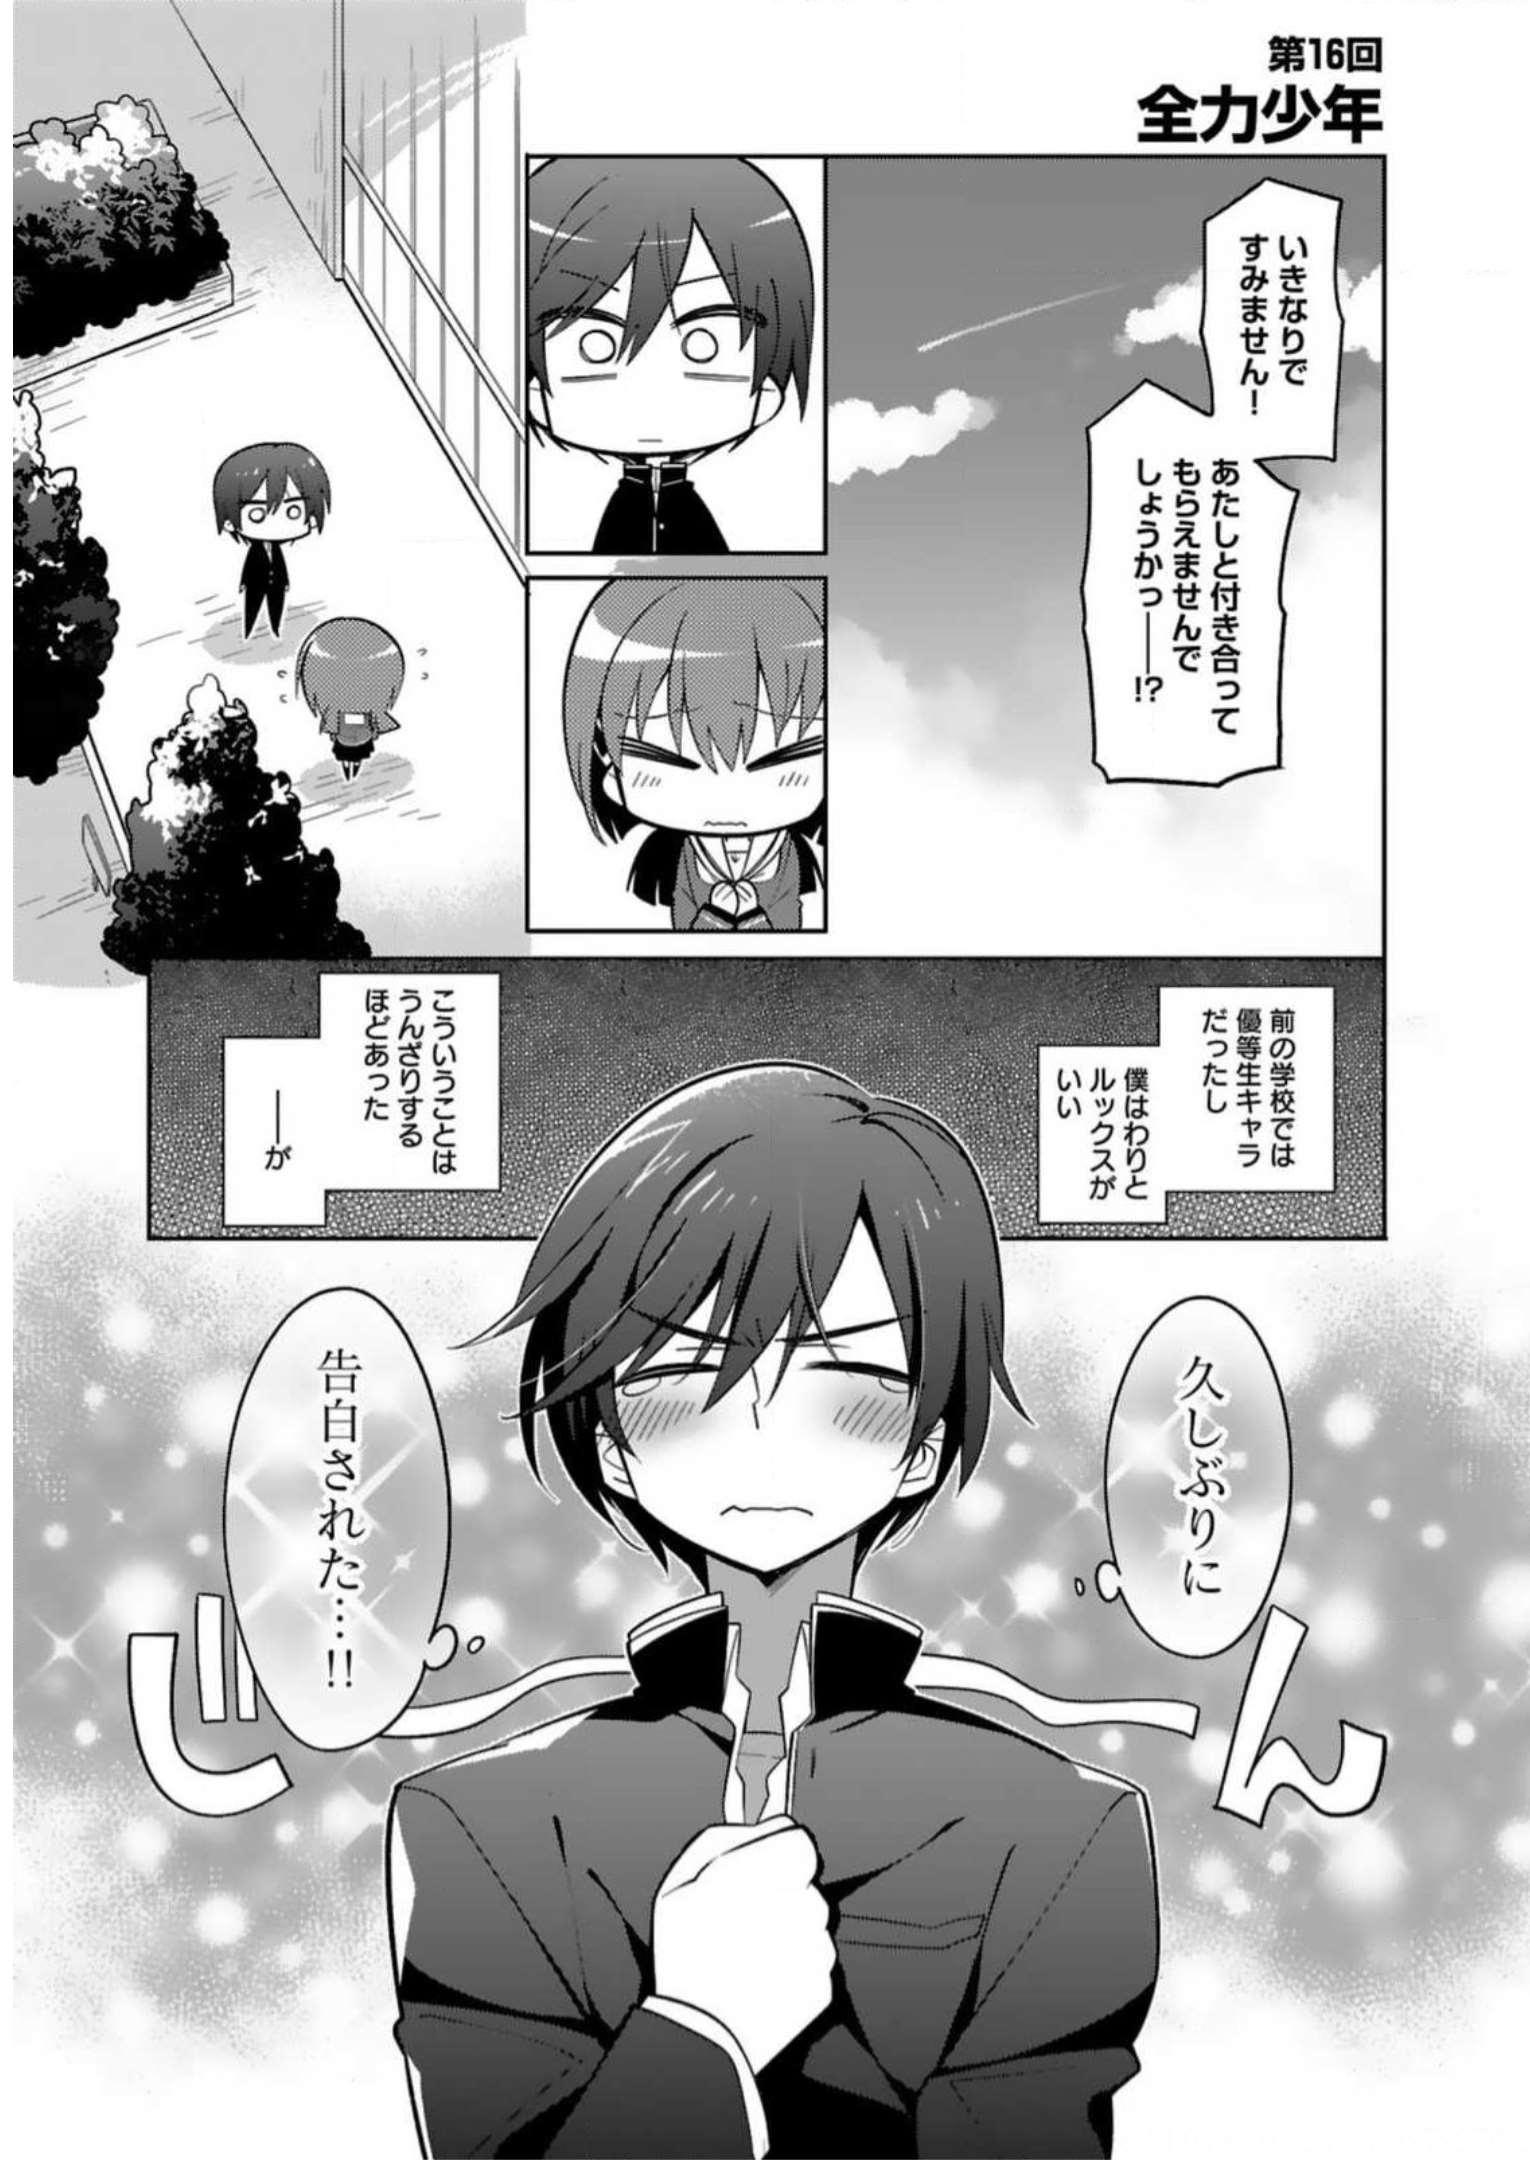 第16回
全力少年
いきなりで
すみません!
あたしと付き合って
もらえませんで
しょうかっ――!?
前の学校では
優等生キャラ
だったし
僕はわりと
ルックスが
いい
こういうことは
うんざりする
ほどあった
――が
久しぶりに
告白された…!!
じーん